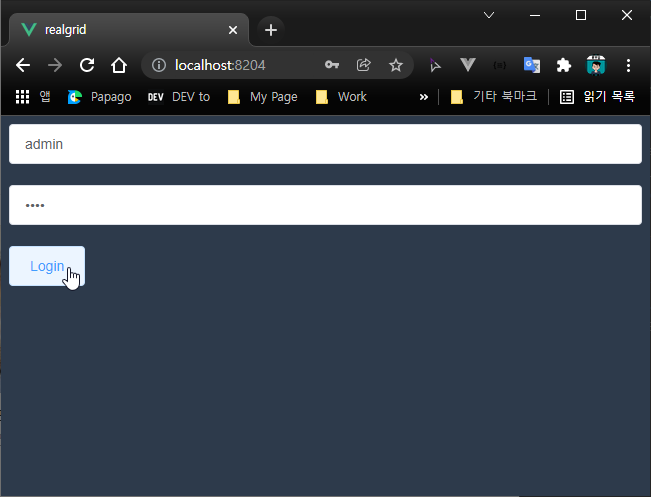 realgrid
localhost:8204
앱 Papago DEV DEV to My Page Work » 기타 북마크 읽기 목록
admin
••••
Login